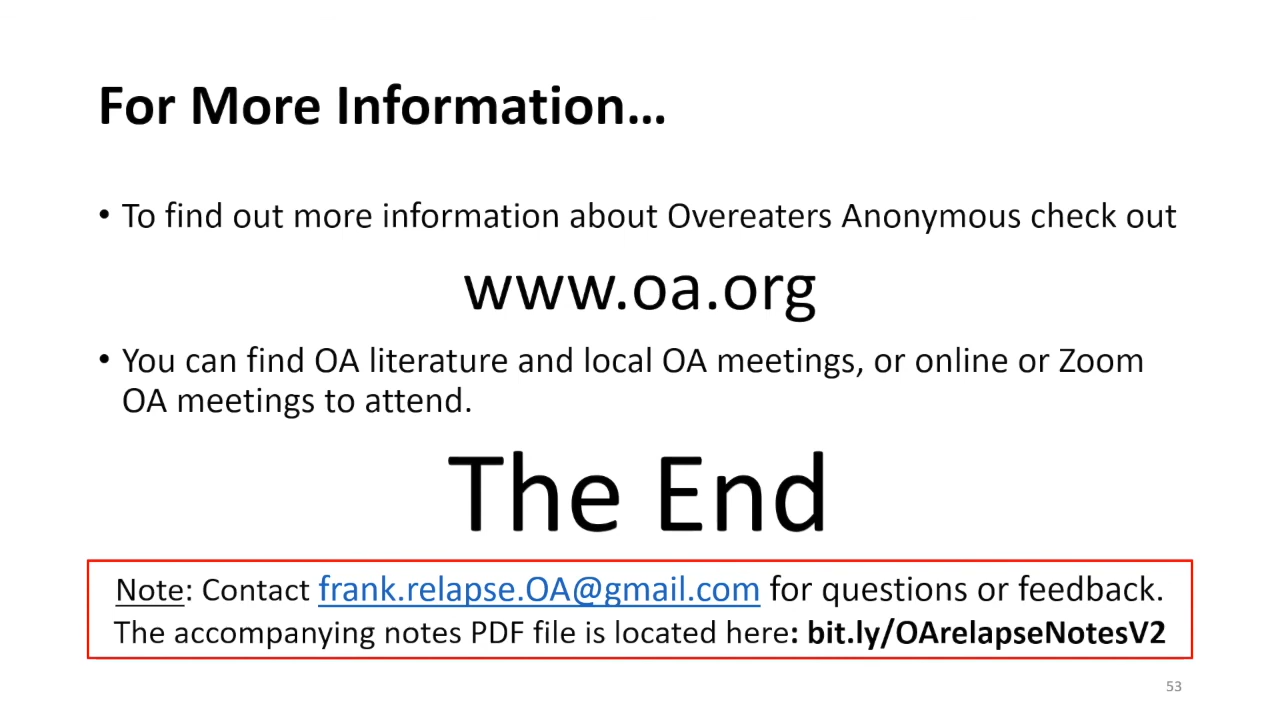 For More Information…
• To find out more information about Overeaters Anonymous check out
www.oa.org
• You can find OA literature and local OA meetings, or online or Zoom
OA meetings to attend.
The End
Note: Contact frank.relapse.OA@gmail.com for questions or feedback.
The accompanying notes PDF file is located here: bit.ly/OArelapseNotesV2
53